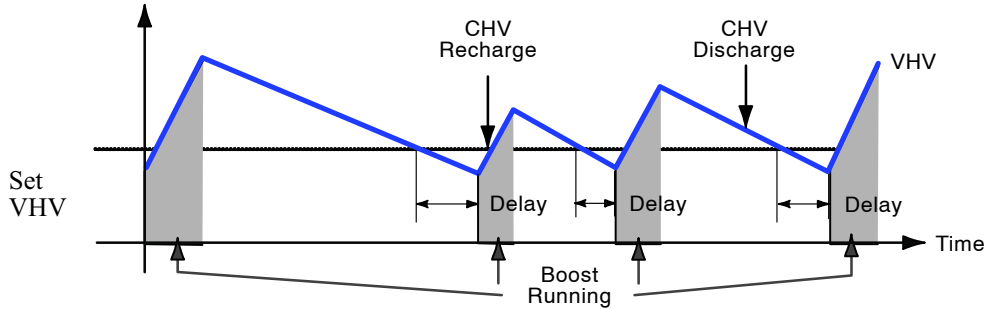 CHV
Recharge
CHV
Discharge
VHV
Set
VHV
Delay
Delay
Delay
Time
Boost
Running